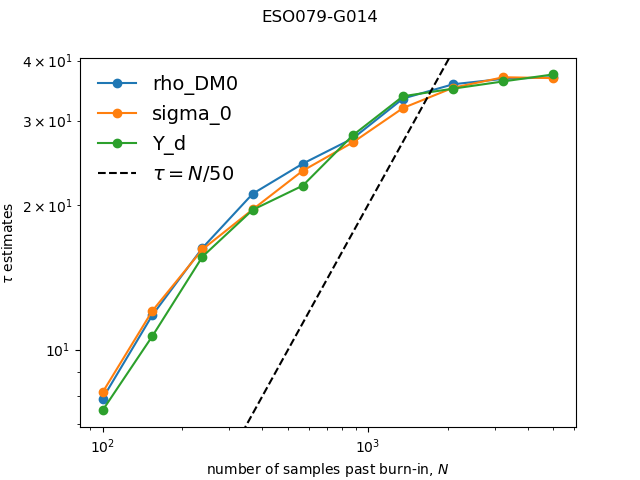 ESO079-G014
rho_DM0
sigma_0
Y_d
τ = N/50
4 × 10¹
3 × 10¹
2 × 10¹
10¹
τ estimates
10² 10³
number of samples past burn-in, N